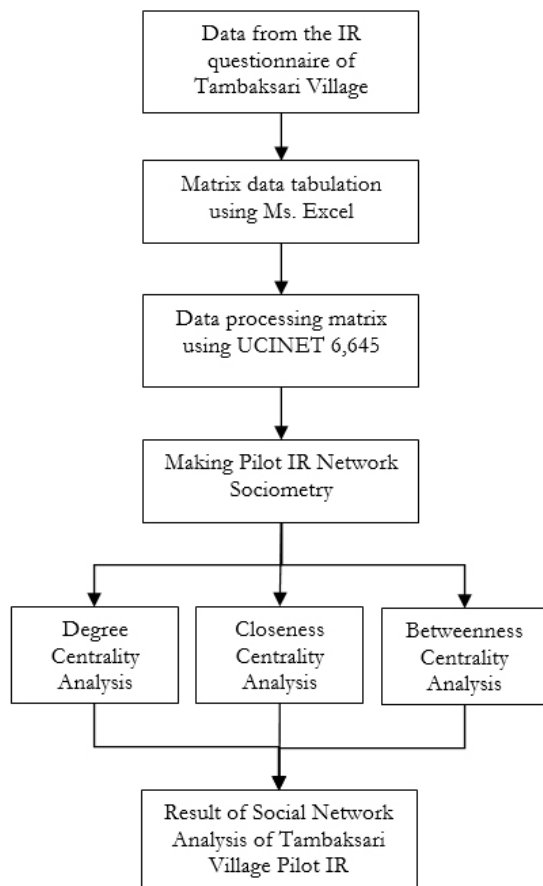 Data from the IR
questionnaire of
Tambaksari Village
Matrix data tabulation
using Ms. Excel
Data processing matrix
using UCINET 6,645
Making Pilot IR Network
Sociometry
Degree
Centrality
Analysis
Closeness
Centrality
Analysis
Betweenness
Centrality
Analysis
Result of Social Network
Analysis of Tambaksari
Village Pilot IR